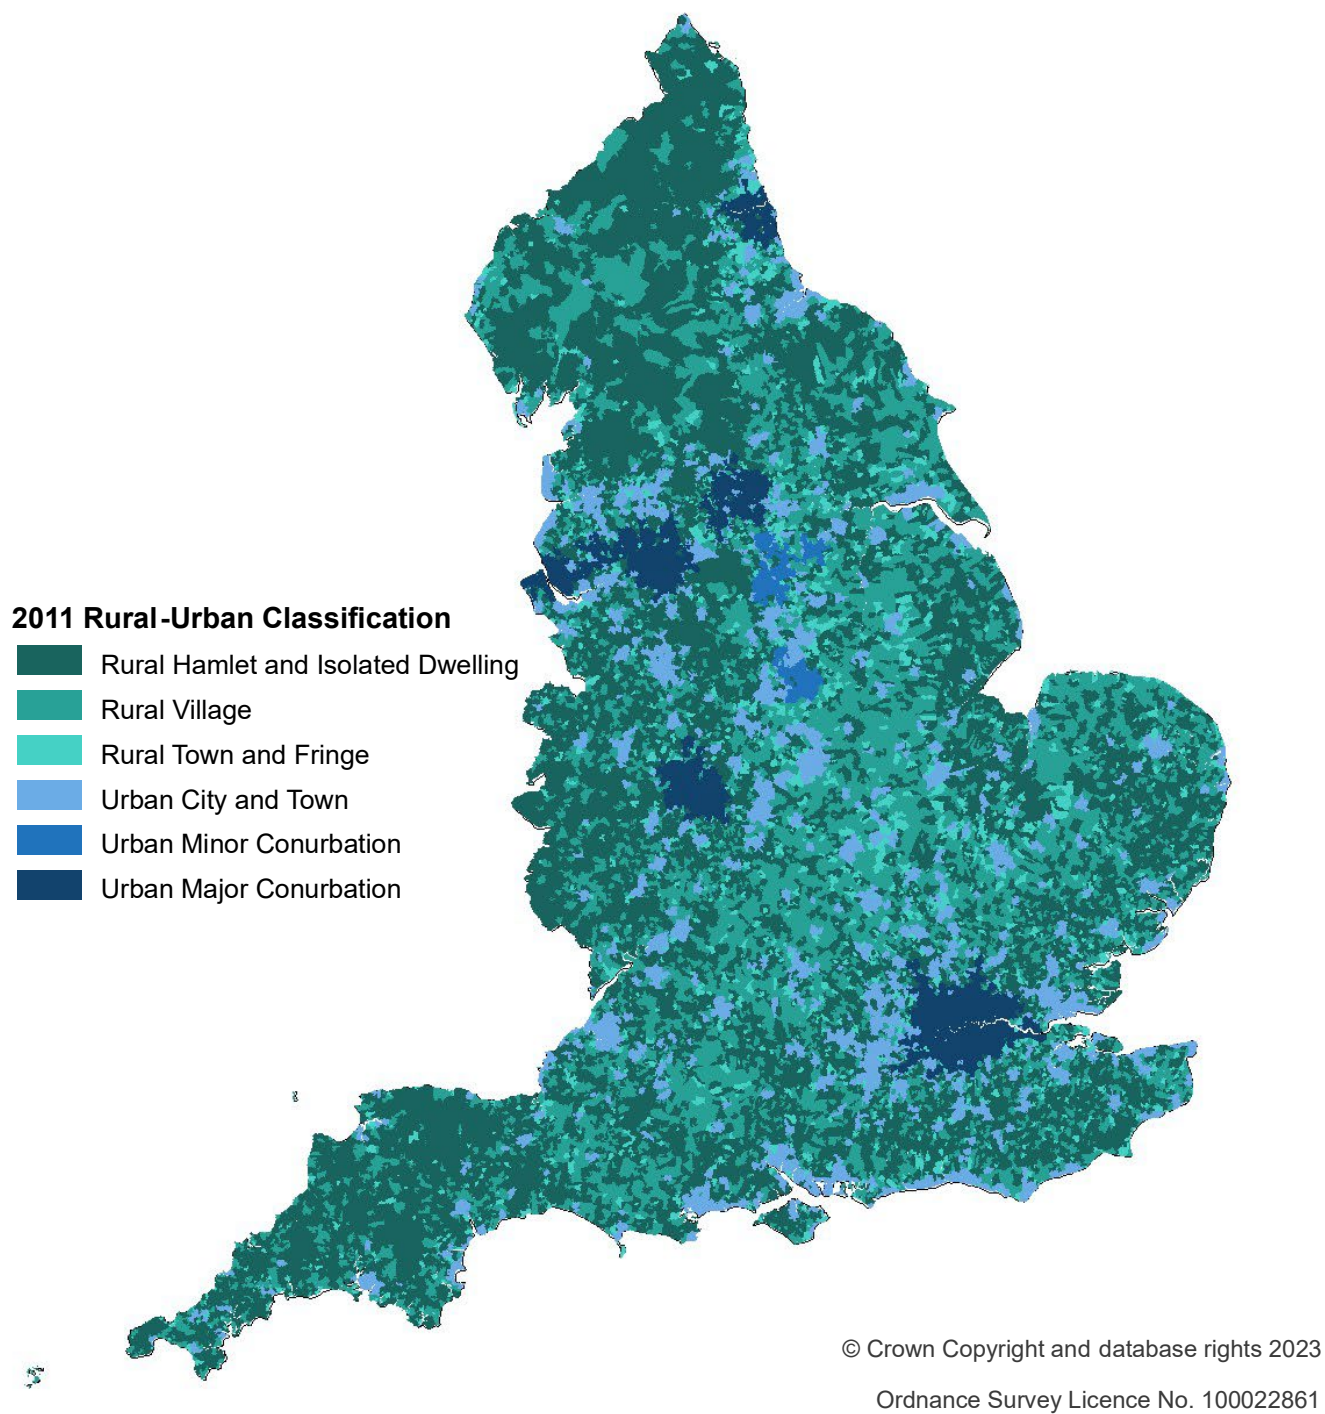 2011 Rural-Urban Classification
Rural Hamlet and Isolated Dwelling
Rural Village
Rural Town and Fringe
Urban City and Town
Urban Minor Conurbation
Urban Major Conurbation
© Crown Copyright and database rights 2023
Ordnance Survey Licence No. 100022861